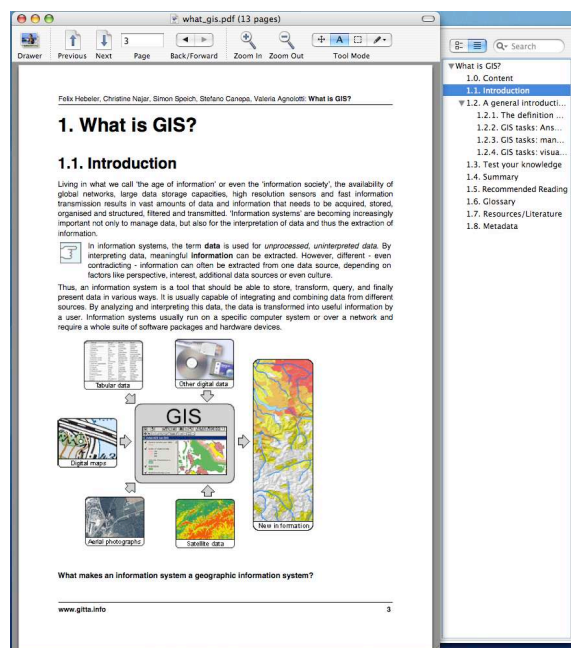 what_gis.pdf (13 pages)
3
Drawer
Previous
Next
Page
Back/Forward
Zoom In
Zoom Out
A
Tool Mode
Search
Felix Hebeler, Christine Najar, Simon Speich, Stefano Canepa, Valeria Agnolotti: What is GIS?
1. What is GIS?
1.1. Introduction
Living in what we call 'the age of information' or even the 'information society', the availability of
global networks, large data storage capacities, high resolution sensors and fast information
transmission results in vast amounts of data and information that needs to be acquired, stored,
organised and structured, filtered and transmitted. 'Information systems' are becoming increasingly
important not only to manage data, but also for the interpretation of data and thus the extraction of
information.
In information systems, the term data is used for unprocessed, uninterpreted data. By
interpreting data, meaningful information can be extracted. However, different - even
contradicting - information can often be extracted from one data source, depending on
factors like perspective, interest, additional data sources or even culture.
Thus, an information system is a tool that should be able to store, transform, query, and finally
present data in various ways. It is usually capable of integrating and combining data from different
sources. By analyzing and interpreting this data, the data is transformed into useful information by
a user. Information systems usually run on a specific computer system or over a network and
require a whole suite of software packages and hardware devices.
Tabular data
Other digital data
GIS
Digital maps
Aerial photographs
Satellite data
New information
What makes an information system a geographic information system?
www.gitta.info
3
What is GIS?
1.0. Content
1.1. Introduction
1.2. A general introducti...
1.2.1. The definition ...
1.2.2. GIS tasks: Ans...
1.2.3. GIS tasks: man...
1.2.4. GIS tasks: visua...
1.3. Test your knowledge
1.4. Summary
1.5. Recommended Reading
1.6. Glossary
1.7. Resources/Literature
1.8. Metadata